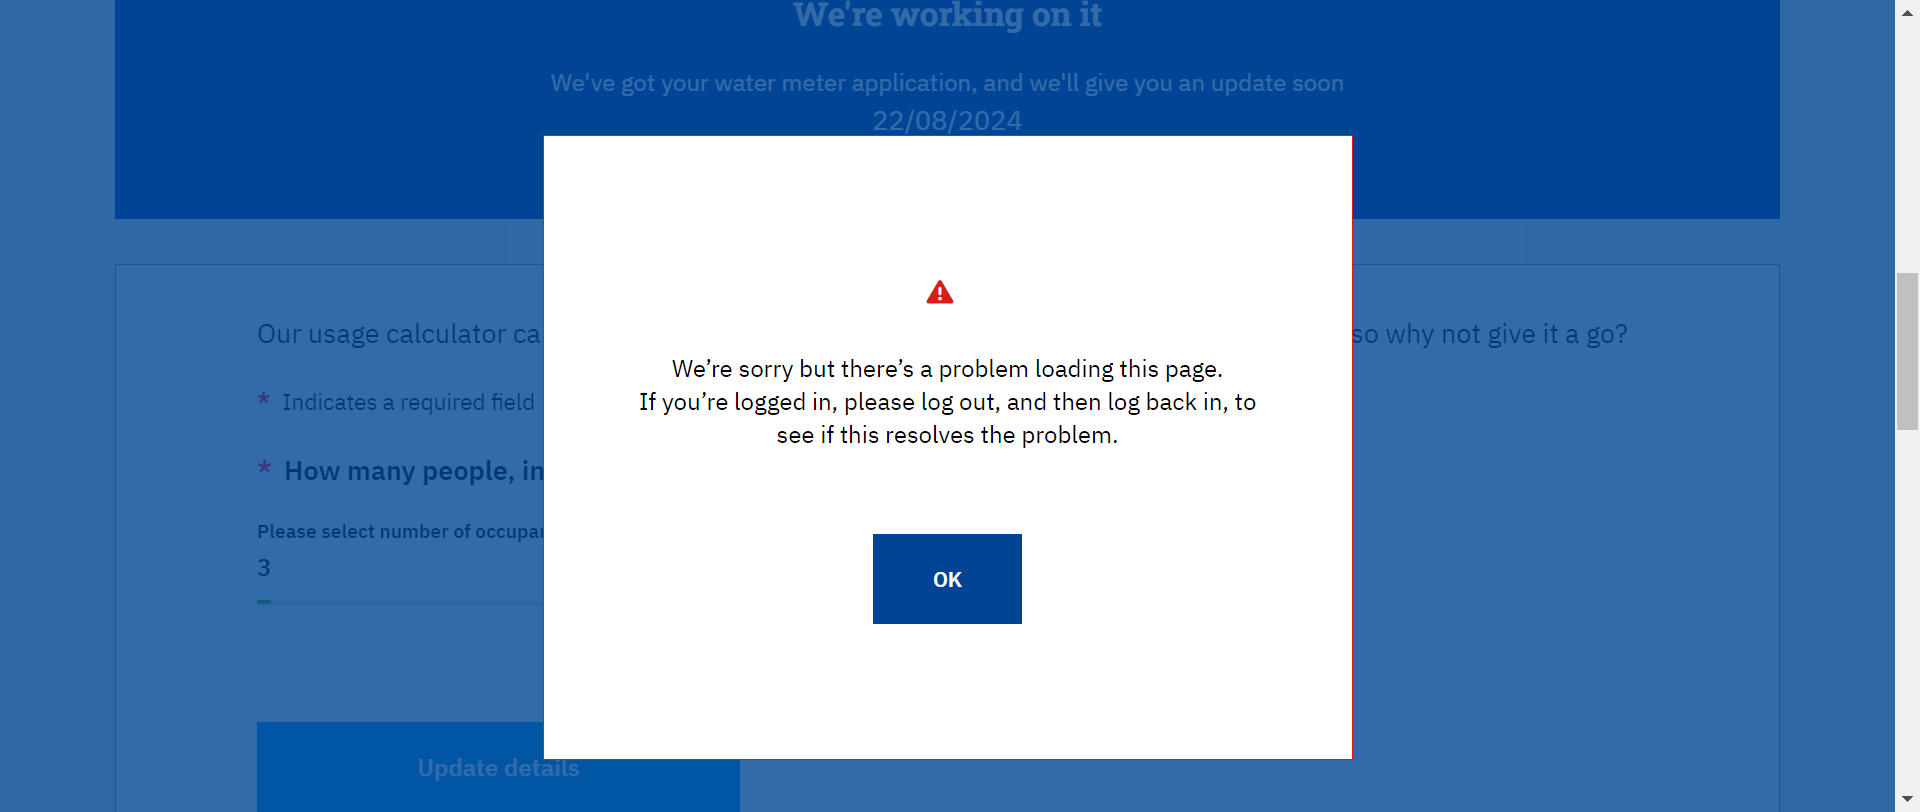 We're working on it
We've got your water meter application, and we'll give you an update soon
22/08/2024
Our usage calculator
so why not give it a go?
* Indicates a required field
* How many people,
Please select number of
3
Update details
We’re sorry but there’s a problem loading this page.
If you’re logged in, please log out, and then log back in, to
see if this resolves the problem.
OK